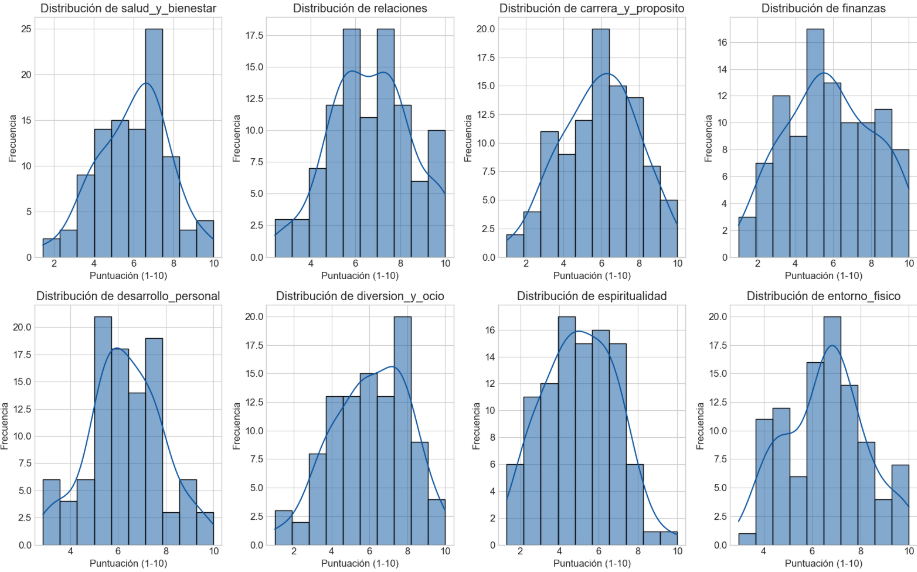 Distribución de salud_y_bienestar
Frecuencia
25
20
15
10
5
0
2 4 6 8 10
Puntuación (1-10)
Distribución de relaciones
Frecuencia
17.5
15.0
12.5
10.0
7.5
5.0
2.5
0.0
4 6 8 10
Puntuación (1-10)
Distribución de carrera_y_proposito
Frecuencia
20.0
17.5
15.0
12.5
10.0
7.5
5.0
2.5
0.0
2 4 6 8 10
Puntuación (1-10)
Distribución de finanzas
Frecuencia
16
14
12
10
8
6
4
2
0
2 4 6 8 10
Puntuación (1-10)
Distribución de desarrollo_personal
Frecuencia
20.0
17.5
15.0
12.5
10.0
7.5
5.0
2.5
0.0
4 6 8 10
Puntuación (1-10)
Distribución de diversion_y_ocio
Frecuencia
20.0
17.5
15.0
12.5
10.0
7.5
5.0
2.5
0.0
2 4 6 8 10
Puntuación (1-10)
Distribución de espiritualidad
Frecuencia
16
14
12
10
8
6
4
2
0
2 4 6 8 10
Puntuación (1-10)
Distribución de entorno_fisico
Frecuencia
20.0
17.5
15.0
12.5
10.0
7.5
5.0
2.5
0.0
4 6 8 10
Puntuación (1-10)